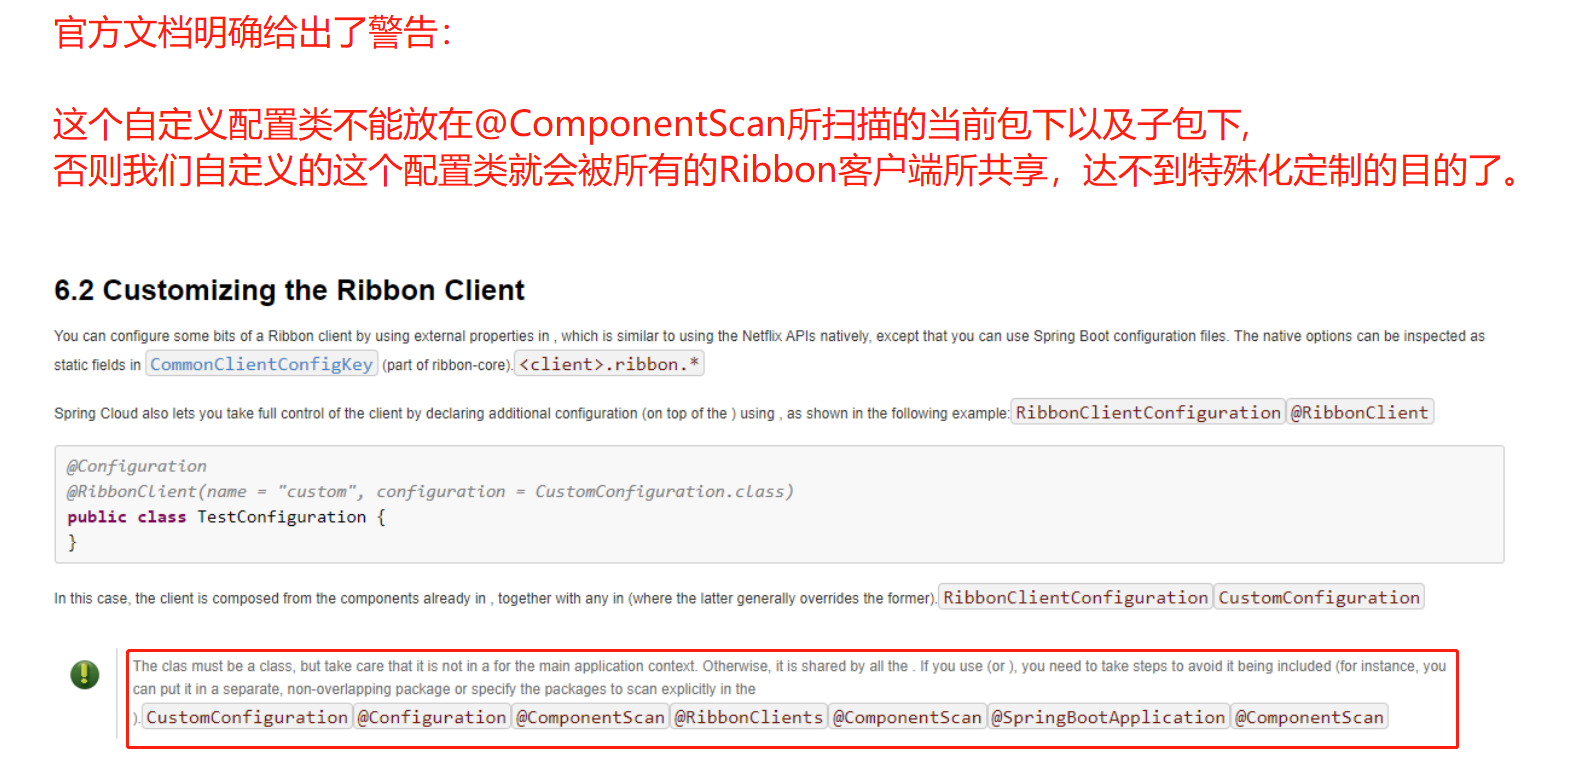 官方文档明确给出了警告：
这个自定义配置类不能放在@ComponentScan所扫描的当前包下以及子包下,
否则我们自定义的这个配置类就会被所有的Ribbon客户端所共享，达不到特殊化定制的目的了。
6.2 Customizing the Ribbon Client
You can configure some bits of a Ribbon client by using external properties in , which is similar to using the Netflix APIs natively, except that you can use Spring Boot configuration files. The native options can be inspected as
static fields in CommonClientConfigKey (part of ribbon-core). <client>.ribbon.*
Spring Cloud also lets you take full control of the client by declaring additional configuration (on top of the ) using , as shown in the following example: RibbonClientConfiguration @RibbonClient
@Configuration
@RibbonClient(name = "custom", configuration = CustomConfiguration.class)
public class TestConfiguration {
}
In this case, the client is composed from the components already in , together with any in (where the latter generally overrides the former). RibbonClientConfiguration CustomConfiguration
The clas must be a class, but take care that it is not in a for the main application context. Otherwise, it is shared by all the . If you use (or ), you need to take steps to avoid it being included (for instance, you
can put it in a separate, non-overlapping package or specify the packages to scan explicitly in the
). CustomConfiguration @Configuration @ComponentScan @RibbonClients @ComponentScan @SpringBootApplication @ComponentScan